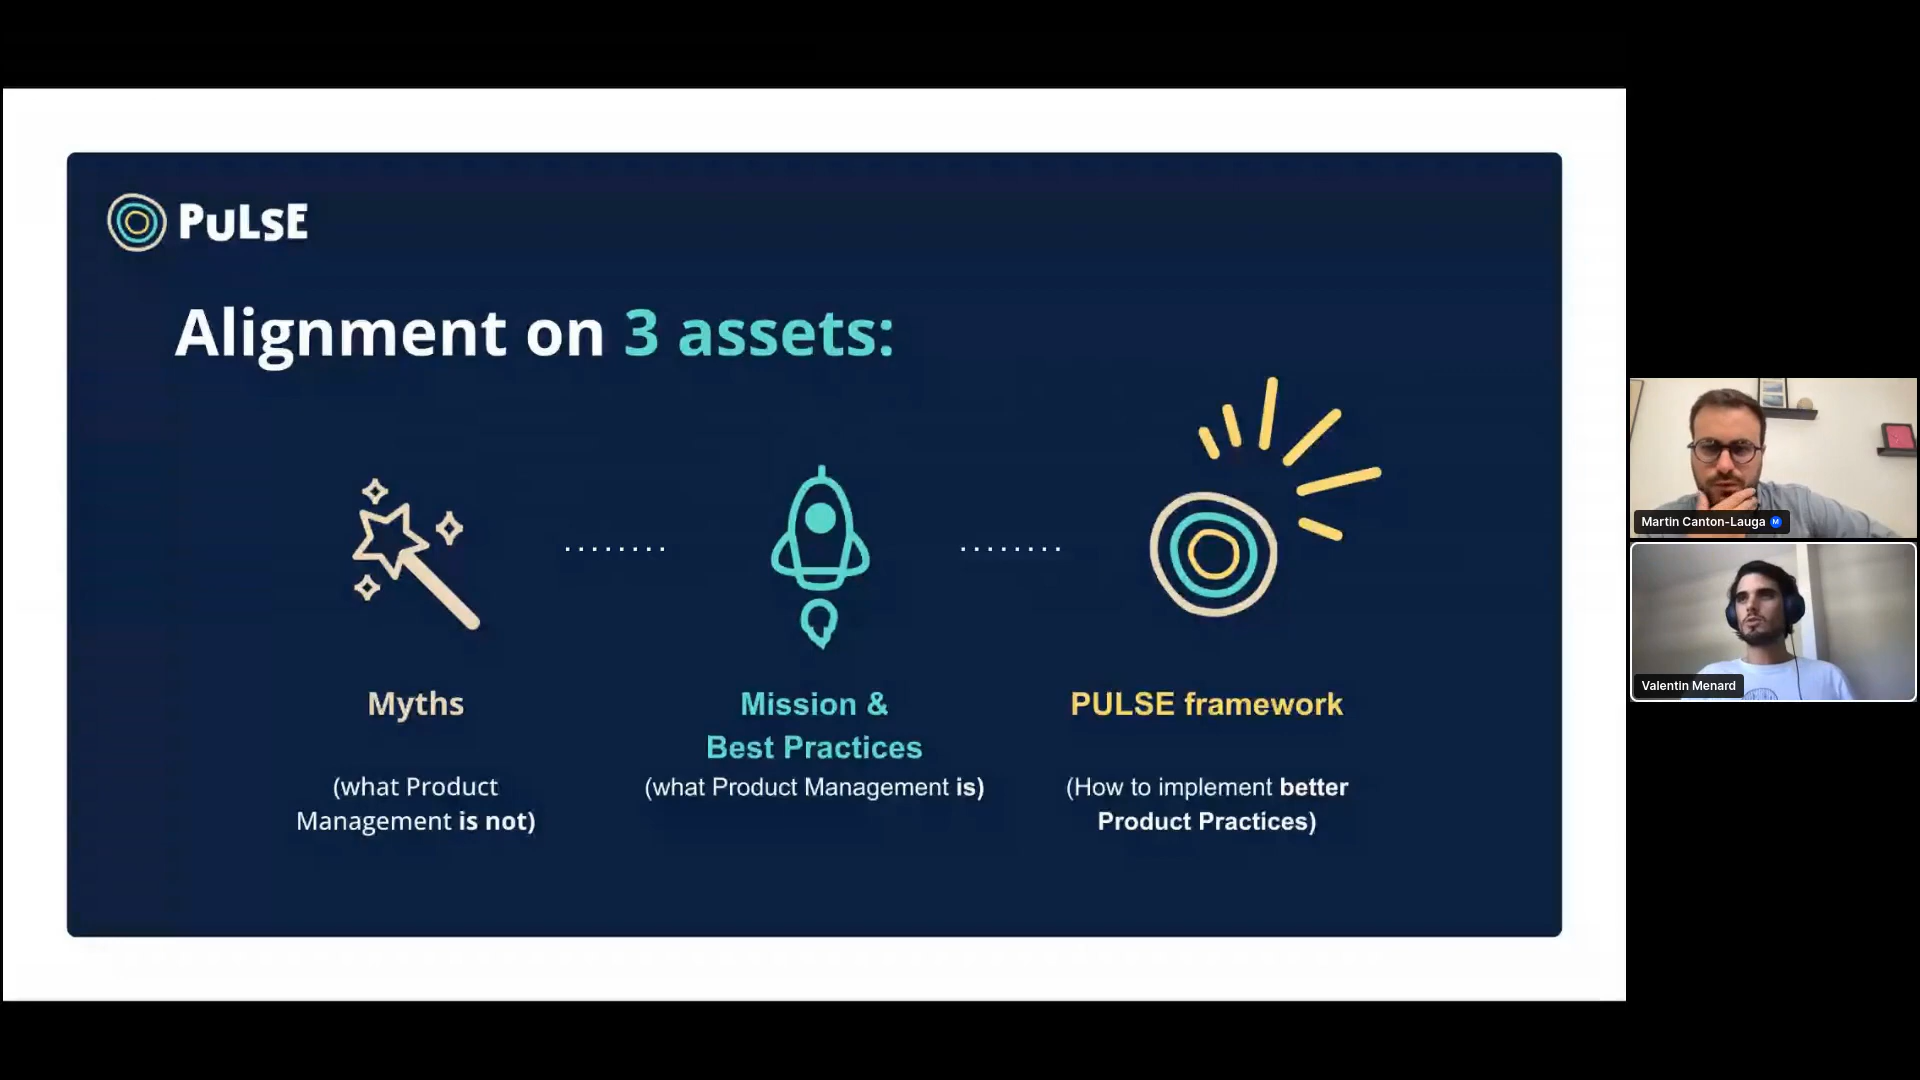 PULSE
Alignment on 3 assets:
Myths
(what Product
Management is not)
Mission &
Best Practices
(what Product Management is)
PULSE framework
(How to implement better
Product Practices)
Martin Canton-Lauga
M
Valentin Menard